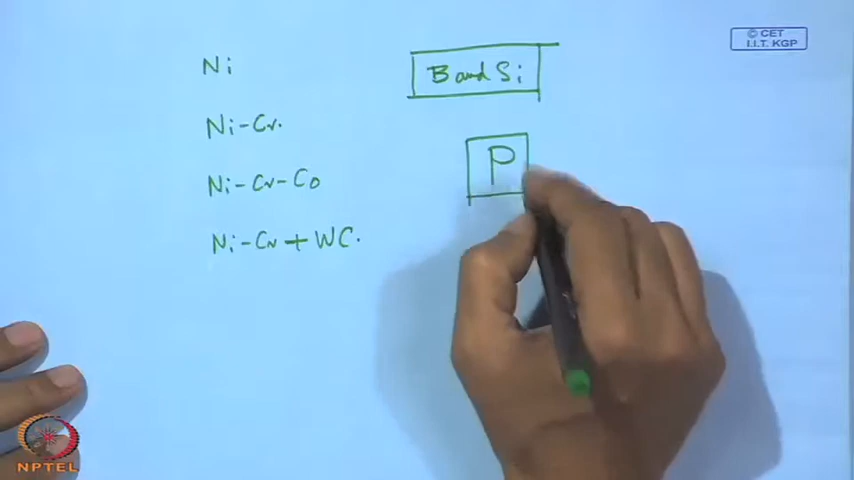 Ni
Ni-Cr.
Ni-Cr-Co
Ni-Cr+WC.
B and Si
P
© CET
I.I.T. KGP
NPTEL